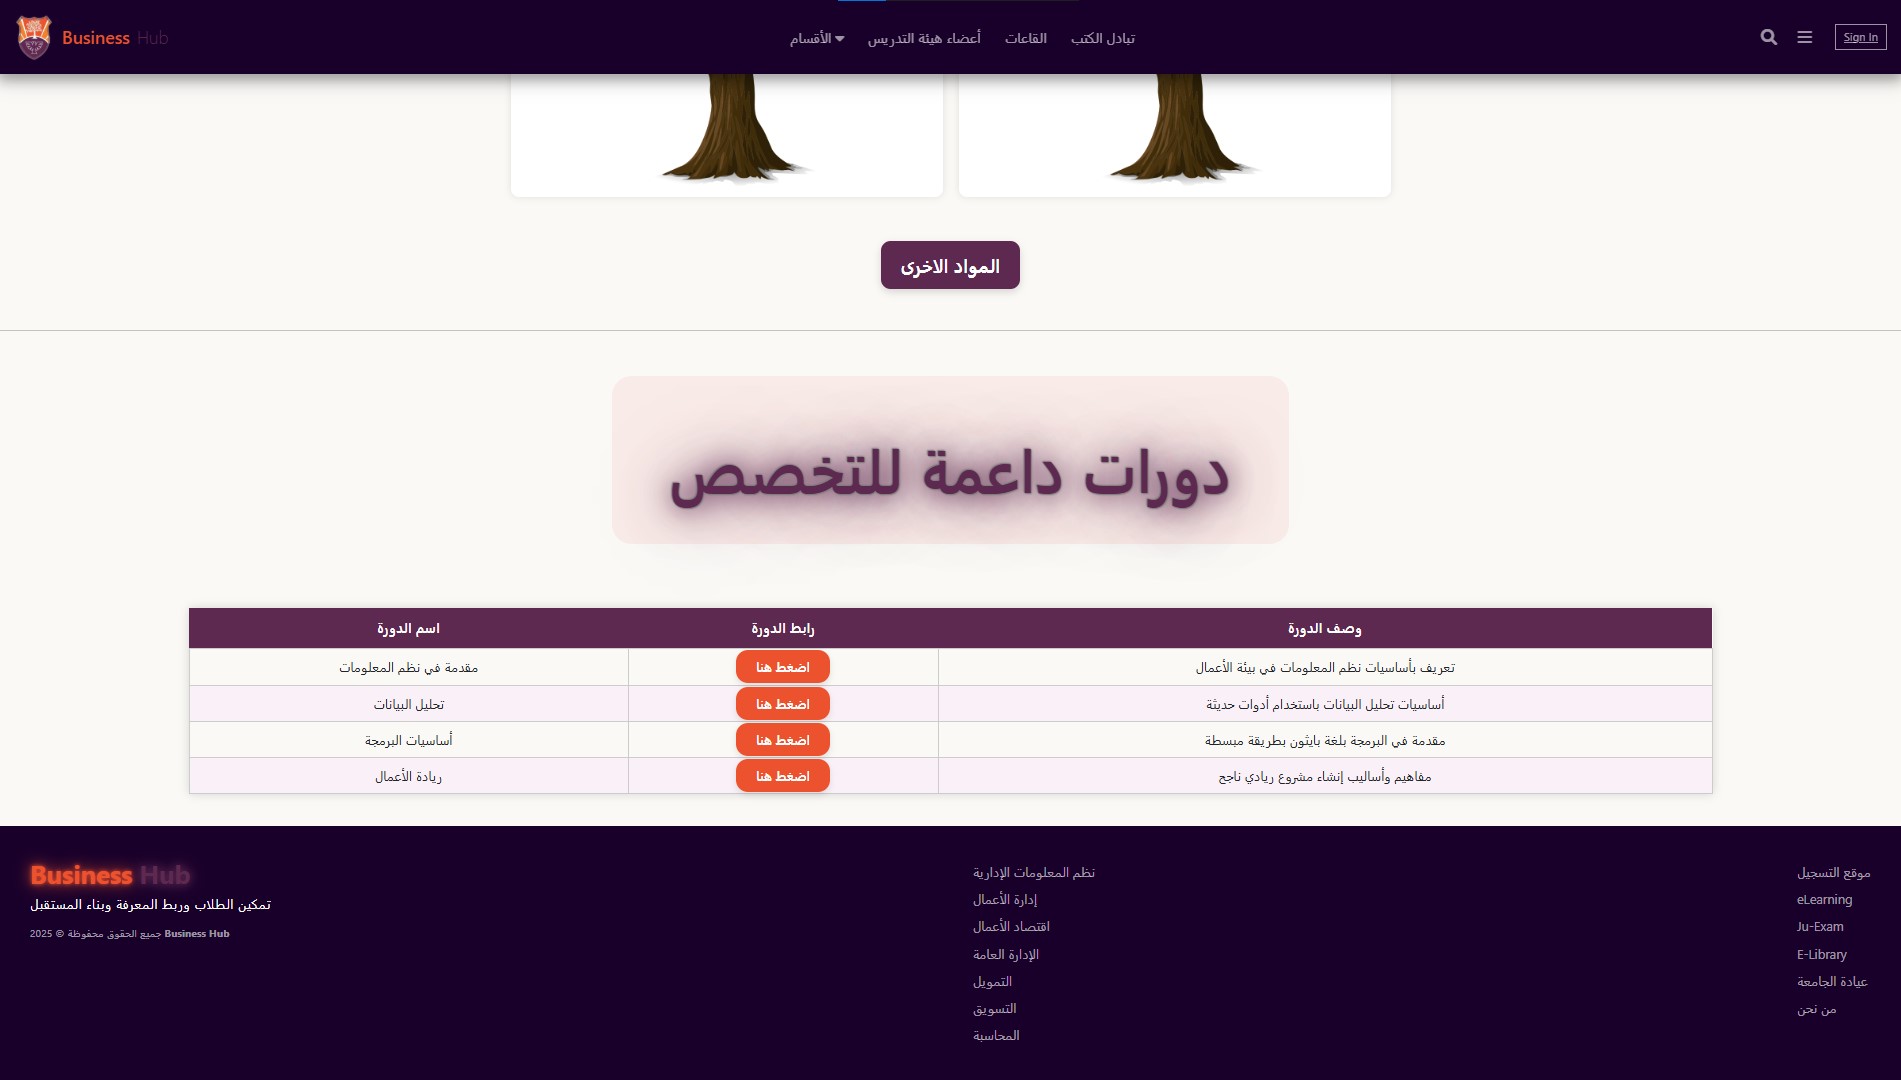 Business Hub
الأقسام
أعضاء هيئة التدريس
القاعات
تبادل الكتب
Sign In
المواد الاخرى
دورات داعمة للتخصص
اسم الدورة رابط الدورة وصف الدورة
مقدمة في نظم المعلومات اضغط هنا تعريف بأساسيات نظم المعلومات في بيئة الأعمال
تحليل البيانات اضغط هنا أساسيات تحليل البيانات باستخدام أدوات حديثة
أساسيات البرمجة اضغط هنا مقدمة في البرمجة بلغة بايثون بطريقة مبسطة
ريادة الأعمال اضغط هنا مفاهيم وأساليب إنشاء مشروع ريادي ناجح
Business Hub
تمكين الطلاب وربط المعرفة وبناء المستقبل
2025 © جميع الحقوق محفوظة Business Hub
نظم المعلومات الإدارية
إدارة الأعمال
اقتصاد الأعمال
الإدارة العامة
التمويل
التسويق
المحاسبة
موقع التسجيل
eLearning
Ju-Exam
E-Library
عيادة الجامعة
من نحن